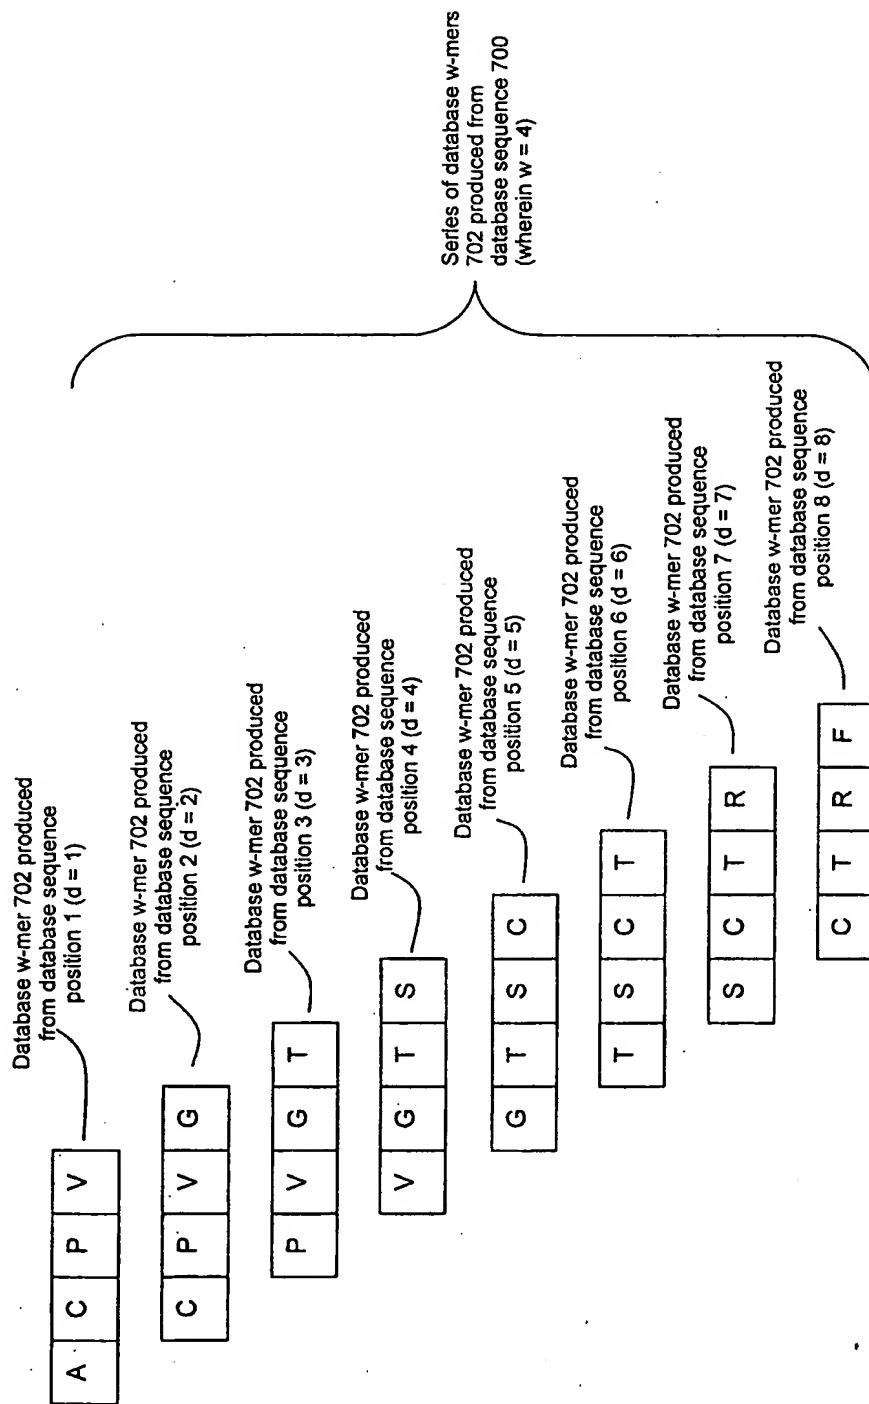 A C P V
Database w-mer 702 produced
from database sequence
position 1 (d = 1)
C P V G
Database w-mer 702 produced
from database sequence
position 2 (d = 2)
P V G T
Database w-mer 702 produced
from database sequence
position 3 (d = 3)
V G T S
Database w-mer 702 produced
from database sequence
position 4 (d = 4)
G T S C
Database w-mer 702 produced
from database sequence
position 5 (d = 5)
T S C T
Database w-mer 702 produced
from database sequence
position 6 (d = 6)
S C T R
Database w-mer 702 produced
from database sequence
position 7 (d = 7)
C T R F
Database w-mer 702 produced
from database sequence
position 8 (d = 8)
Series of database w-mers
702 produced from
database sequence 700
(wherein w = 4)